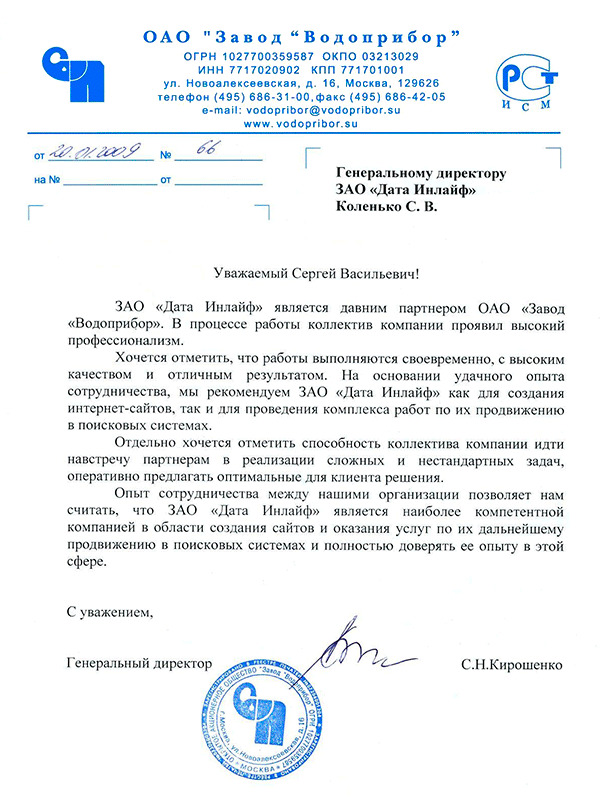 ОАО "Завод “Водоприбор”
ОГРН 1027700359587 ОКПО 03213029
ИНН 7717020902 КПП 771701001
ул. Новоалексеевская, д. 16, Москва, 129626
телефон (495) 686-31-00,факс (495) 686-42-05
e-mail: vodopribor@vodopribor.su
www.vodopribor.su
РСТ
ИСМ
от 20.01.2009 № 66
на № от
Генеральному директору
ЗАО «Дата Инлайф»
Коленько С. В.
Уважаемый Сергей Васильевич!
ЗАО «Дата Инлайф» является давним партнером ОАО «Завод
«Водоприбор». В процессе работы коллектив компании проявил высокий
профессионализм.
Хочется отметить, что работы выполняются своевременно, с высоким
качеством и отличным результатом. На основании удачного опыта
сотрудничества, мы рекомендуем ЗАО «Дата Инлайф» как для создания
интернет-сайтов, так и для проведения комплекса работ по их продвижению
в поисковых системах.
Отдельно хочется отметить способность коллектива компании идти
навстречу партнерам в реализации сложных и нестандартных задач,
оперативно предлагать оптимальные для клиента решения.
Опыт сотрудничества между нашими организации позволяет нам
считать, что ЗАО «Дата Инлайф» является наиболее компетентной
компанией в области создания сайтов и оказания услуг по их дальнейшему
продвижению в поисковых системах и полностью доверять ее опыту в этой
сфере.
С уважением,
Генеральный директор
С.Н.Кирошенко
АКЦИОНЕРНОЕ ОБЩЕСТВО "Завод "Водоприбор" ОГРН 1027700359587
г.Москва, ул.Новоалексеевская, д.16
* МОСКВА *